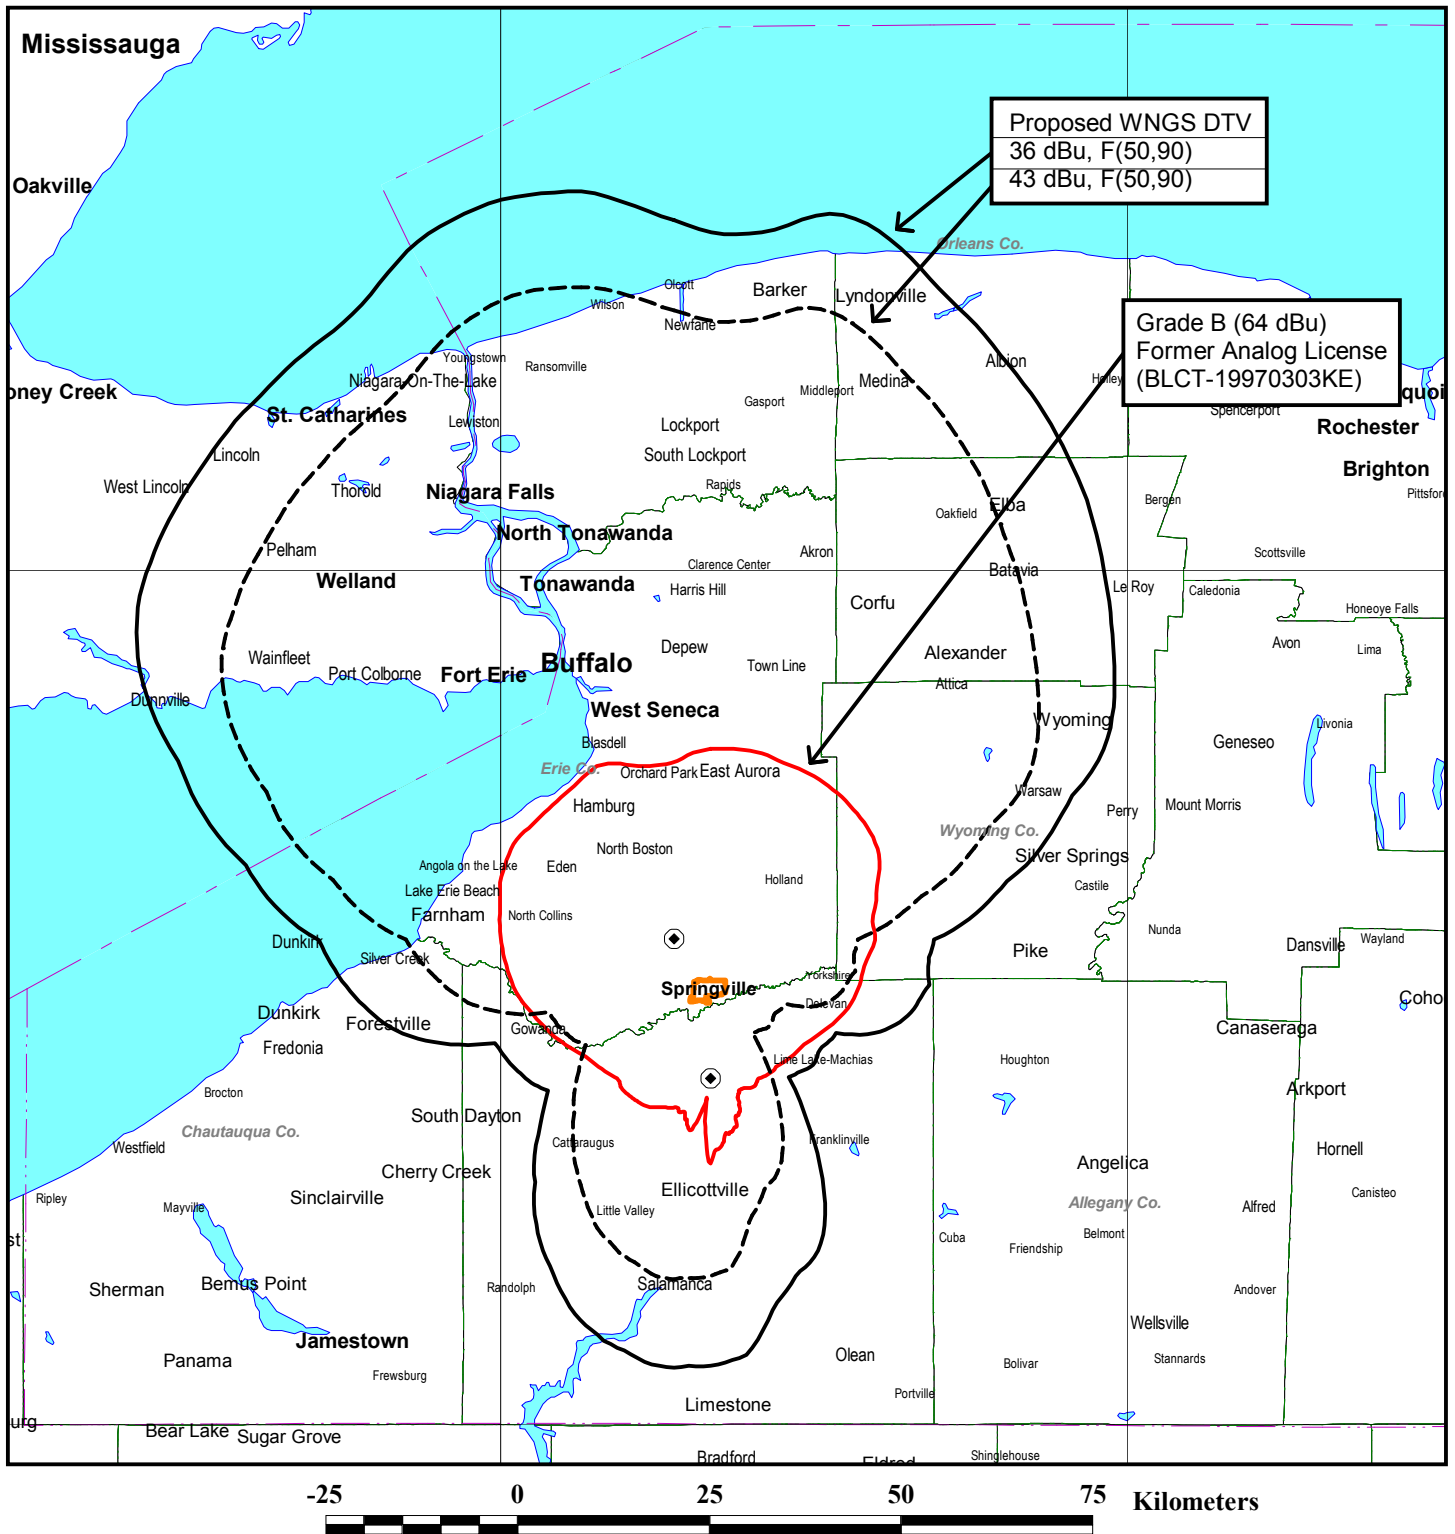 Mississauga
Proposed WNGS DTV
36 dBu, F(50,90)
43 dBu, F(50,90)
Oakville
Orleans Co.
Olcott
Barker
Lyndonville
Wilson
Newfane
Grade B (64 dBu)
Former Analog License
(BLCT-19970303KE)
Youngstown
Ransomville
Albion
Niagara-On-The-Lake
Medina
Holley
oney Creek
Middleport
quoi
Gasport
St. Catharines
Spencerport
Lewiston
Lockport
Rochester
Lincoln
South Lockport
Brighton
West Lincoln
Thorold
Niagara Falls
Rapids
Pittsford
Bergen
Elba
Oakfield
North Tonawanda
Pelham
Akron
Scottsville
Clarence Center
Batavia
Welland
Tonawanda
Harris Hill
Le Roy
Caledonia
Corfu
Honeoye Falls
Avon
Lima
Wainfleet
Buffalo
Depew
Alexander
Port Colborne
Fort Erie
Town Line
Attica
Dunnville
West Seneca
Wyoming
Livonia
Blasdell
Geneseo
Erie Co.
Orchard Park
East Aurora
Hamburg
Warsaw
Mount Morris
Perry
Wyoming Co.
North Boston
Silver Springs
Angola on the Lake
Eden
Holland
Castile
Lake Erie Beach
Farnham
North Collins
Nunda
Dunkirk
Pike
Dansville
Wayland
Silver Creek
Yorkshire
Springville
Delevan
Coho
Dunkirk
Forestville
Gowanda
Canaseraga
Fredonia
Lime Lake-Machias
Houghton
Brocton
Arkport
South Dayton
Chautauqua Co.
Westfield
Cattaraugus
Franklinville
Hornell
Cherry Creek
Angelica
Ripley
Sinclairville
Ellicottville
Canisteo
Mayville
Little Valley
Allegany Co.
Alfred
st
Cuba
Belmont
Friendship
Sherman
Bemus Point
Randolph
Salamanca
Andover
Jamestown
Wellsville
Panama
Olean
Bolivar
Stannards
Frewsburg
Portville
Limestone
urg
Bear Lake
Sugar Grove
Bradford
Eldred
Shinglehouse
-25 0 25 50 75 Kilometers